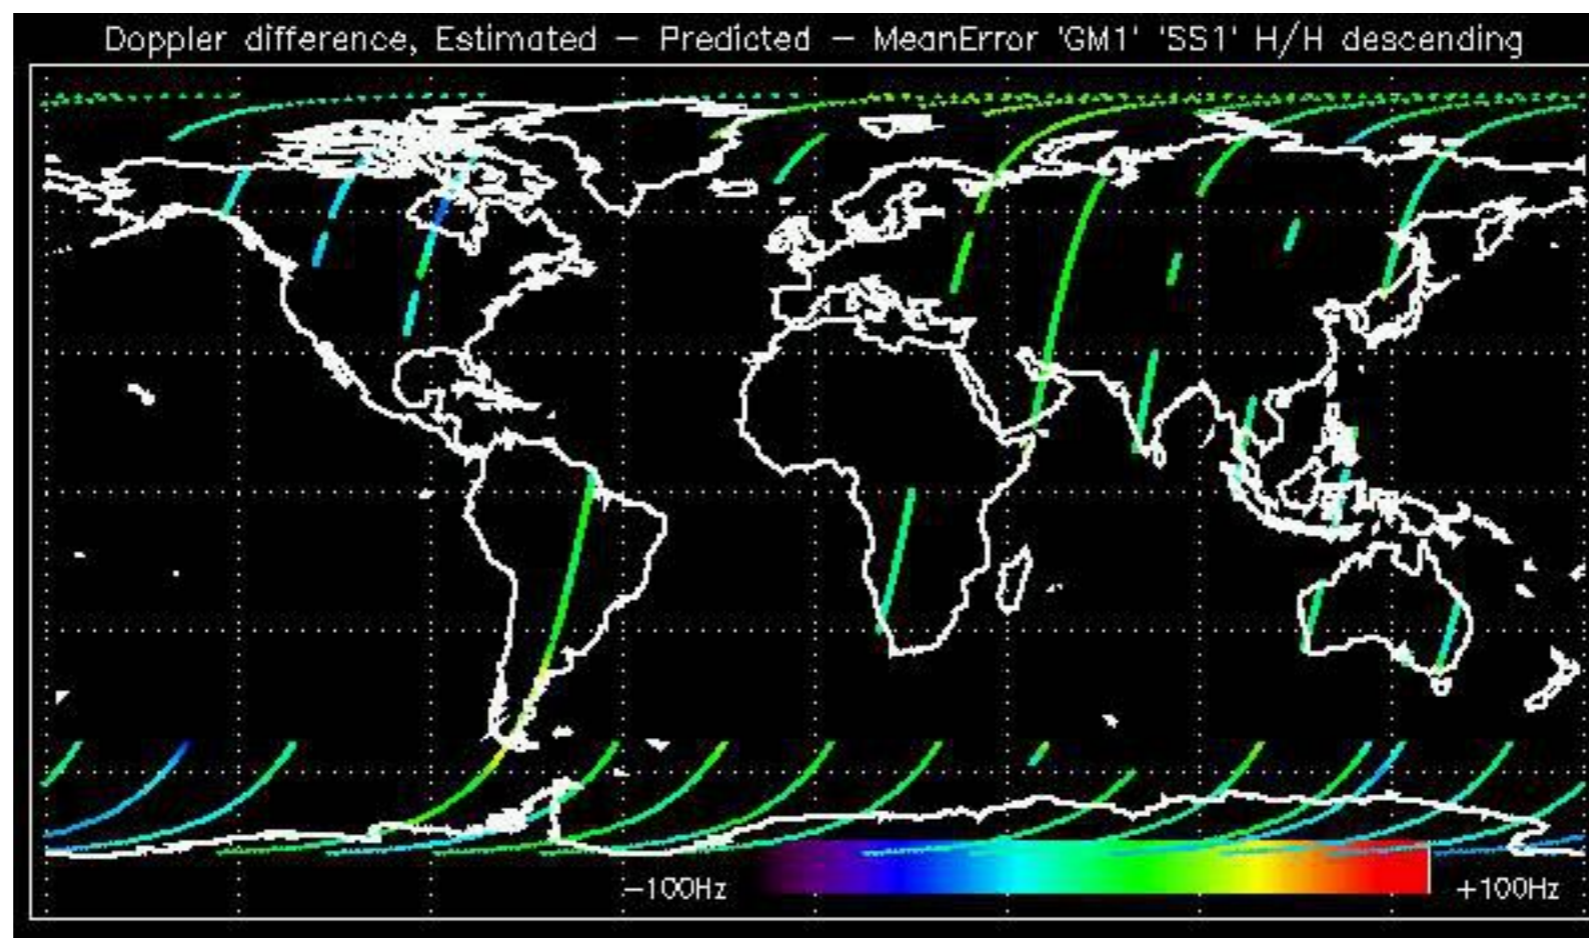 Doppler difference, Estimated - Predicted - MeanError 'GM1' 'SS1' H/H descending
-100Hz +100Hz